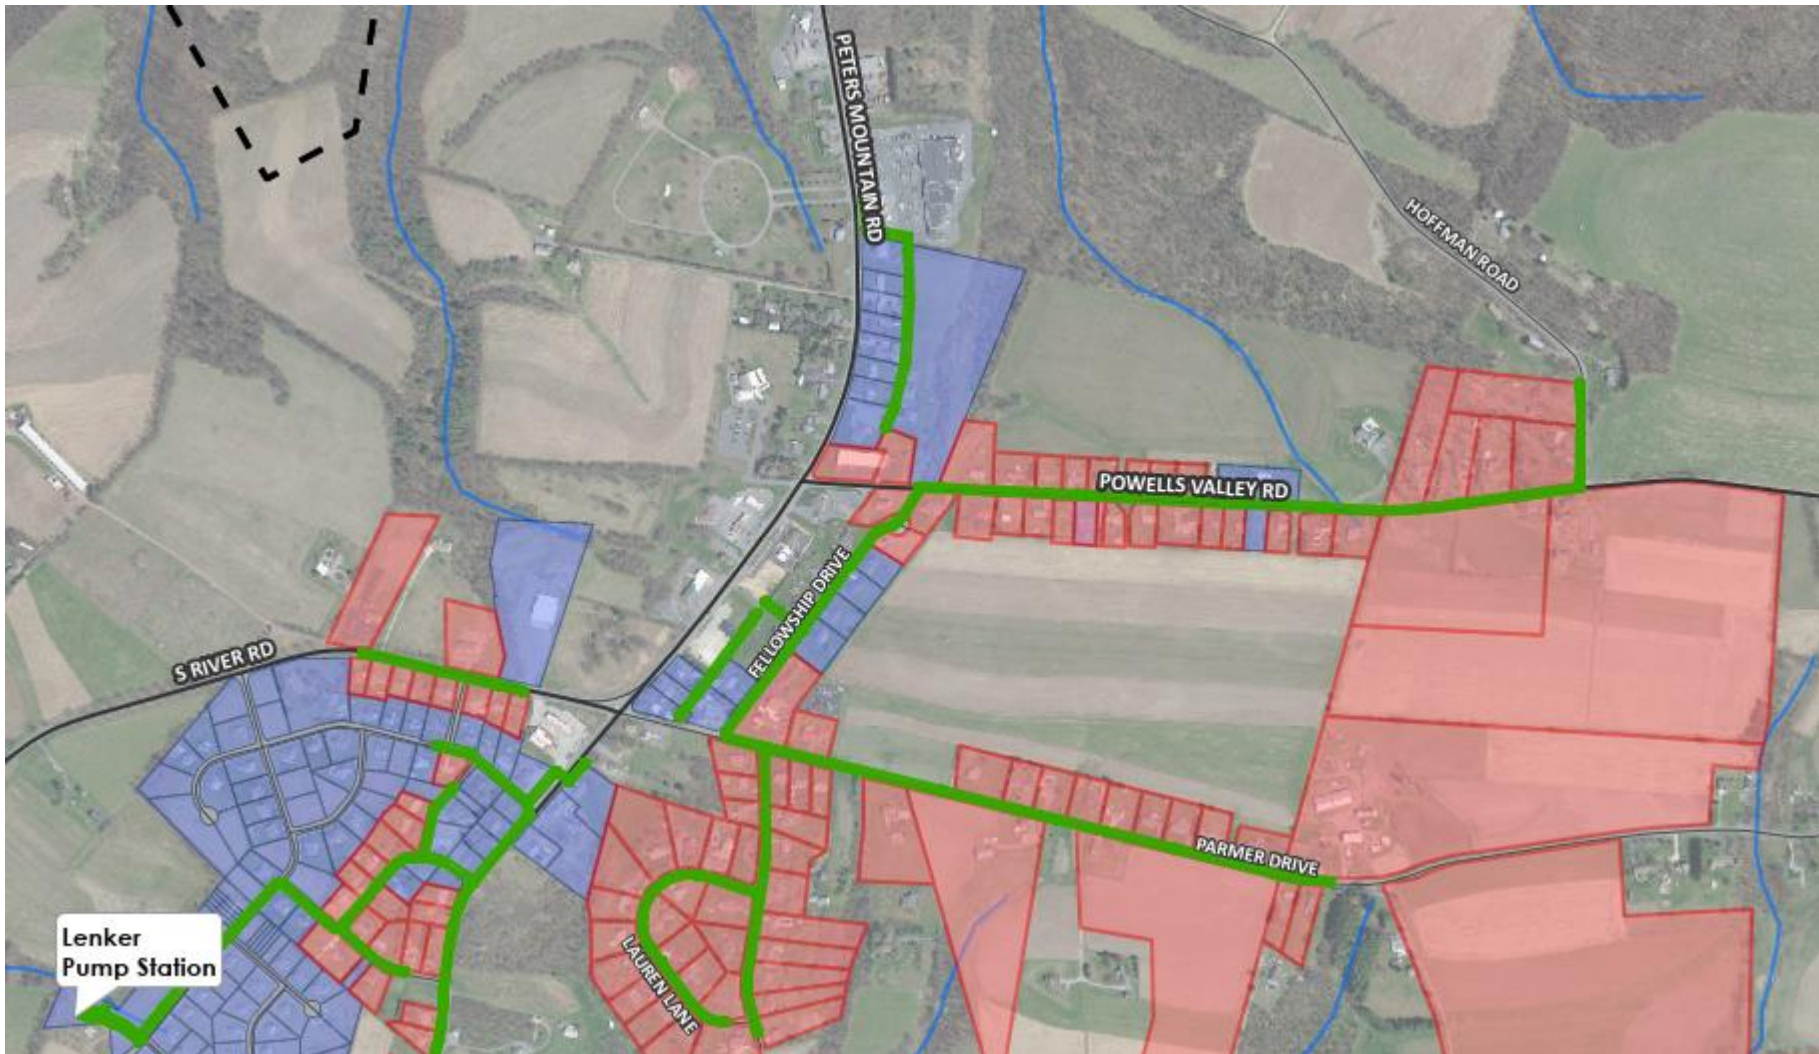 PETERS MOUNTAIN RD
HOFFMAN ROAD
POWELLS VALLEY RD
FELLOWSHIP DRIVE
S RIVER RD
PARMER DRIVE
LAUREN LANE
Lenker
Pump Station